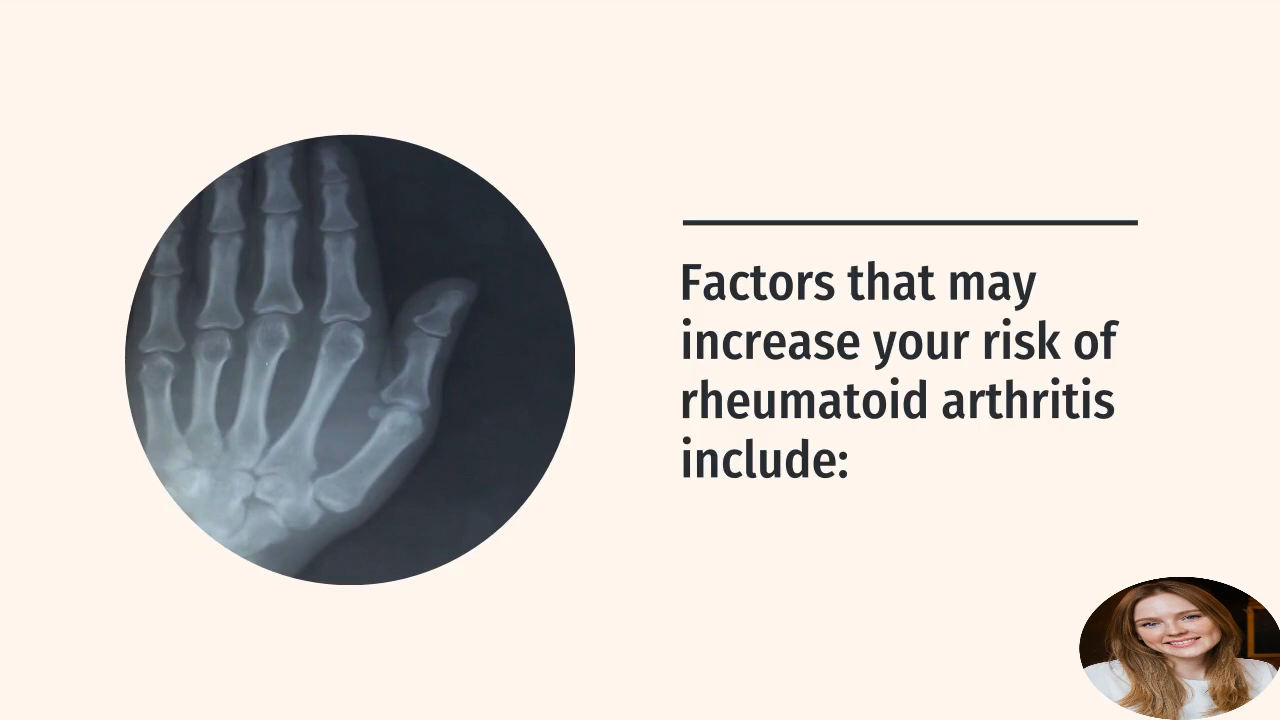 Factors that may
increase your risk of
rheumatoid arthritis
include: